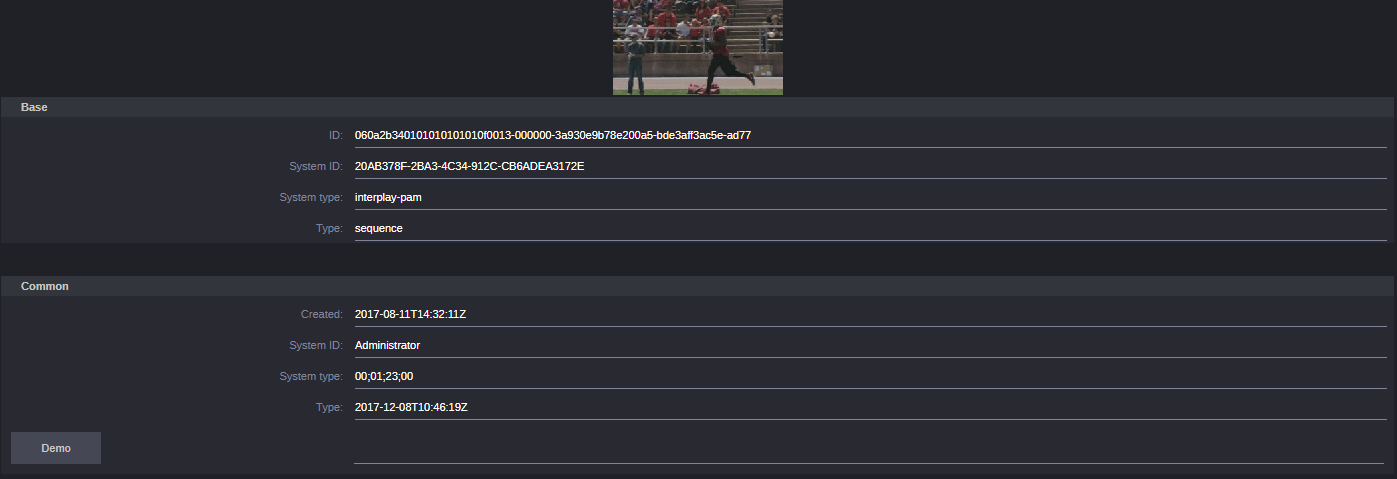 Base
ID: 060a2b340101010101010f0013-000000-3a930e9b78e200a5-bde3aff3ac5e-ad77
System ID: 20AB378F-2BA3-4C34-912C-CB6ADEA3172E
System type: interplay-pam
Type: sequence
Common
Created: 2017-08-11T14:32:11Z
System ID: Administrator
System type: 00;01;23;00
Type: 2017-12-08T10:46:19Z
Demo